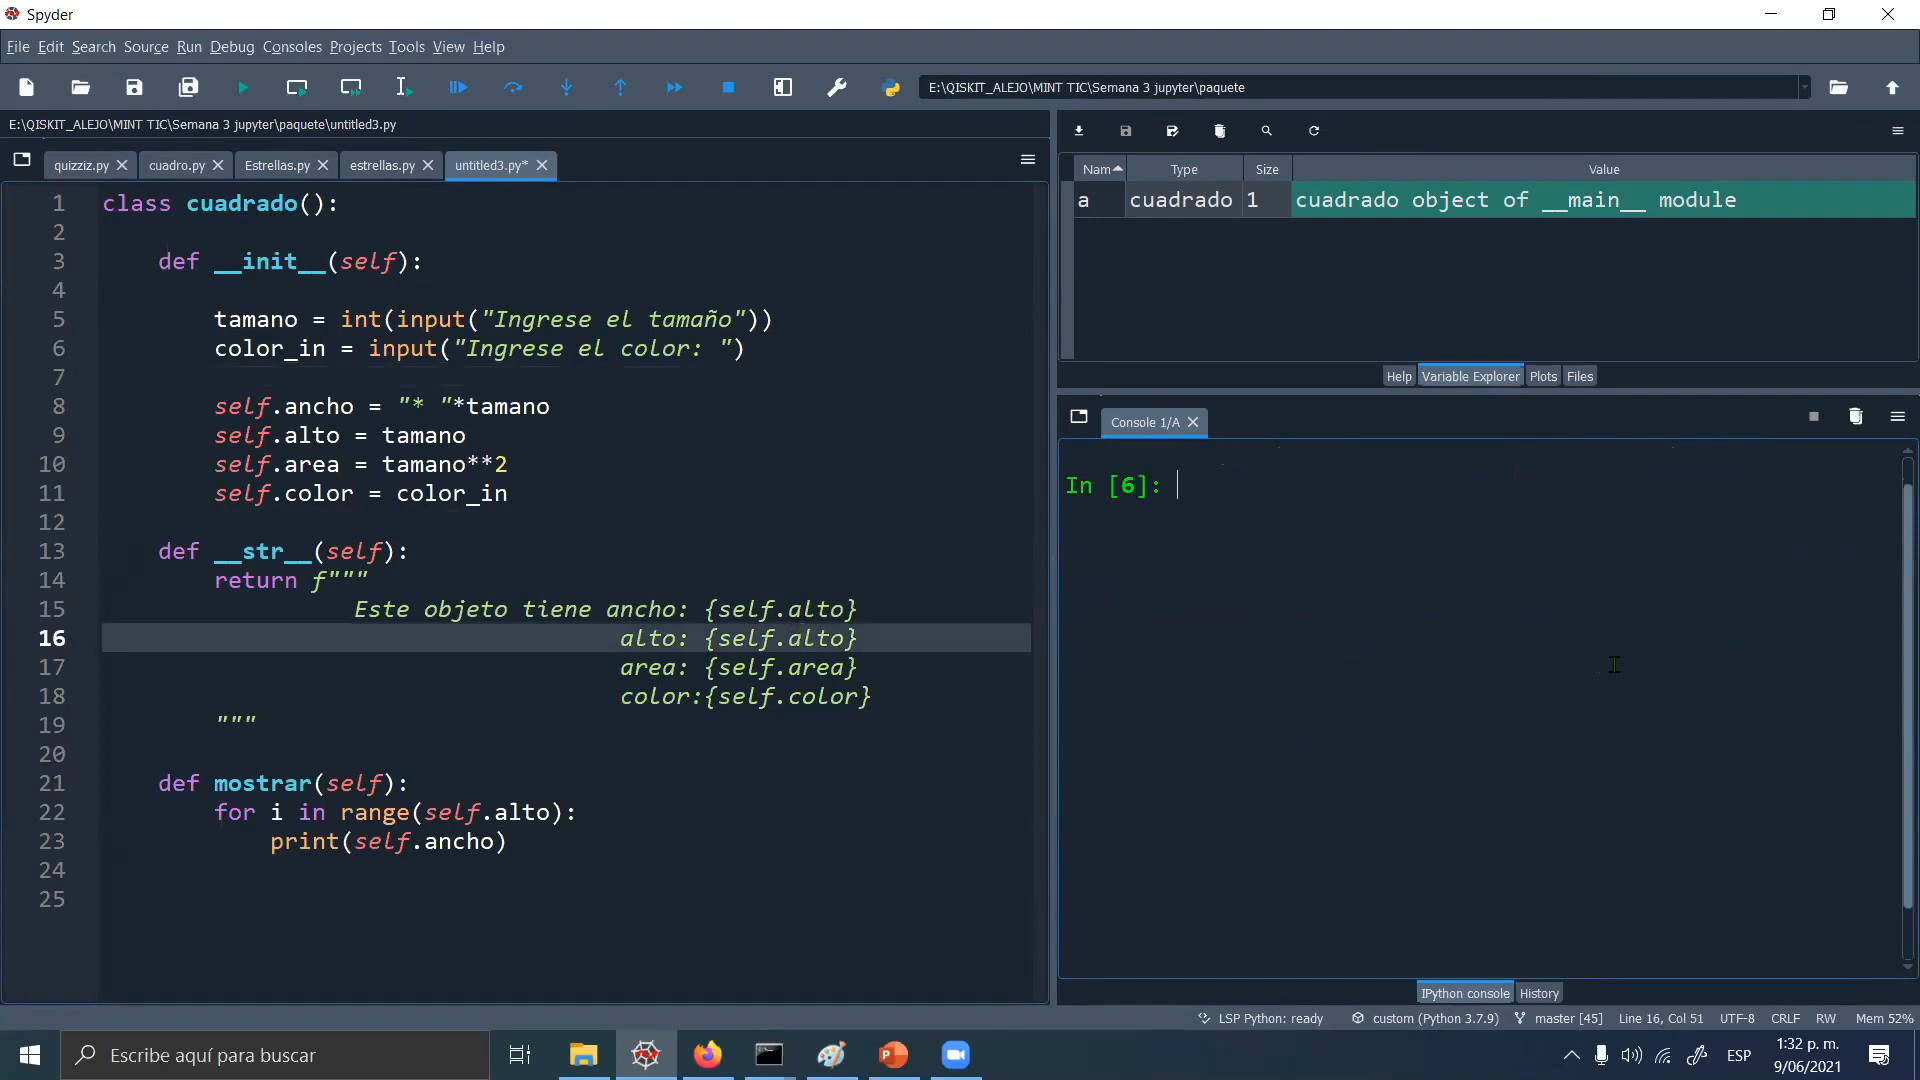 Spyder
File Edit Search Source Run Debug Consoles Projects Tools View Help
E:\QISKIT_ALEJO\MINT TIC\Semana 3 jupyter\paquete
E:\QISKIT_ALEJO\MINT TIC\Semana 3 jupyter\paquete\untitled3.py
quizziz.py cuadro.py Estrellas.py estrellas.py untitled3.py*
1 class cuadrado():
2
3 def __init__(self):
4
5 tamano = int(input("Ingrese el tamaño"))
6 color_in = input("Ingrese el color: ")
7
8 self.ancho = "* "*tamano
9 self.alto = tamano
10 self.area = tamano**2
11 self.color = color_in
12
13 def __str__(self):
14 return f"""
15 Este objeto tiene ancho: {self.alto}
16 alto: {self.alto}
17 area: {self.area}
18 color:{self.color}
19 """
20
21 def mostrar(self):
22 for i in range(self.alto):
23 print(self.ancho)
24
25
Nam Type Size Value
a cuadrado 1 cuadrado object of __main__ module
Help Variable Explorer Plots Files
Console 1/A
In [6]:
IPython console History
LSP Python: ready custom (Python 3.7.9) master [45] Line 16, Col 51 UTF-8 CRLF RW Mem 52%
Escribe aquí para buscar
ESP
1:32 p. m.
9/06/2021